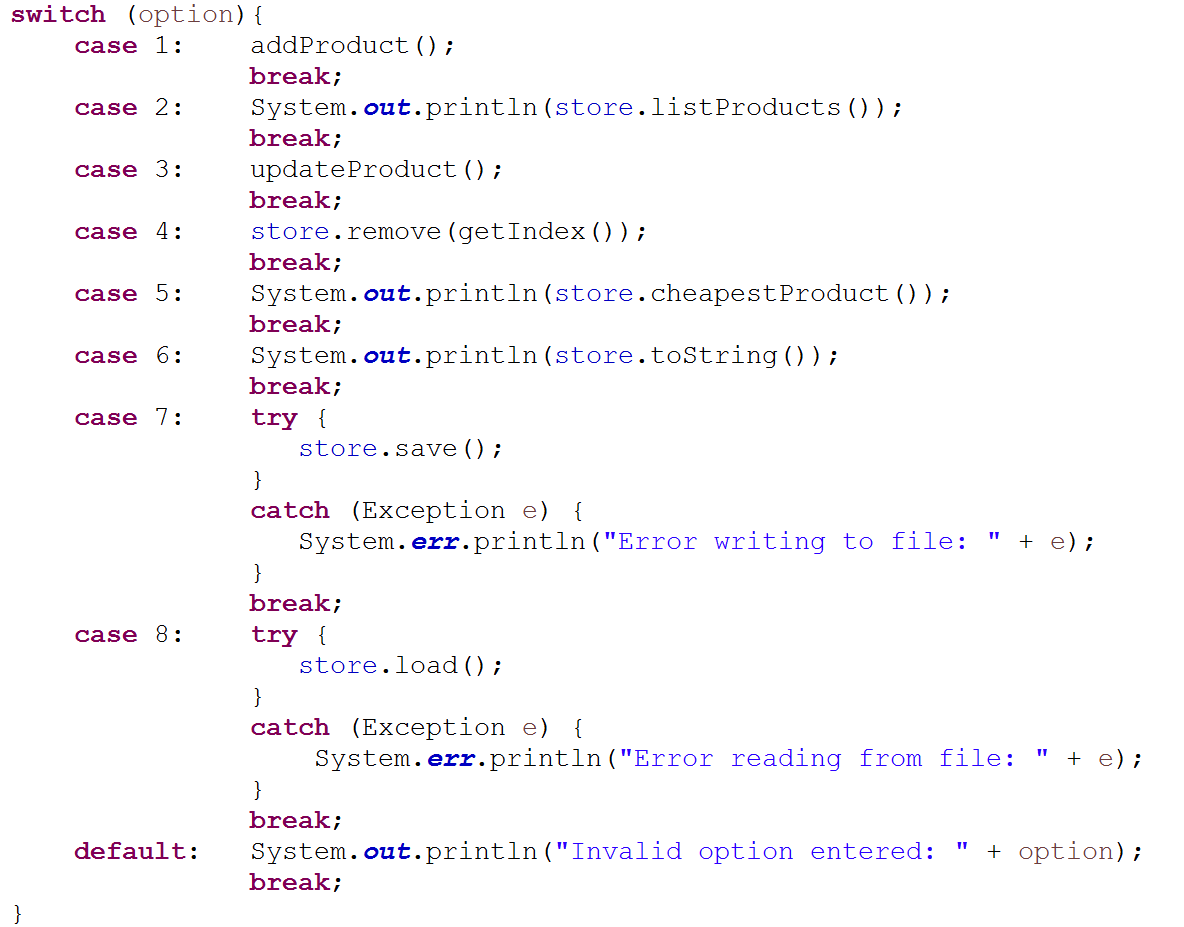 switch (option){
    case 1:    addProduct();
               break;
    case 2:    System.out.println(store.listProducts());
               break;
    case 3:    updateProduct();
               break;
    case 4:    store.remove(getIndex());
               break;
    case 5:    System.out.println(store.cheapestProduct());
               break;
    case 6:    System.out.println(store.toString());
               break;
    case 7:    try {
                  store.save();
               }
               catch (Exception e) {
                  System.err.println("Error writing to file: " + e);
               }
               break;
    case 8:    try {
                  store.load();
               }
               catch (Exception e) {
                   System.err.println("Error reading from file: " + e);
               }
               break;
    default:   System.out.println("Invalid option entered: " + option);
               break;
}